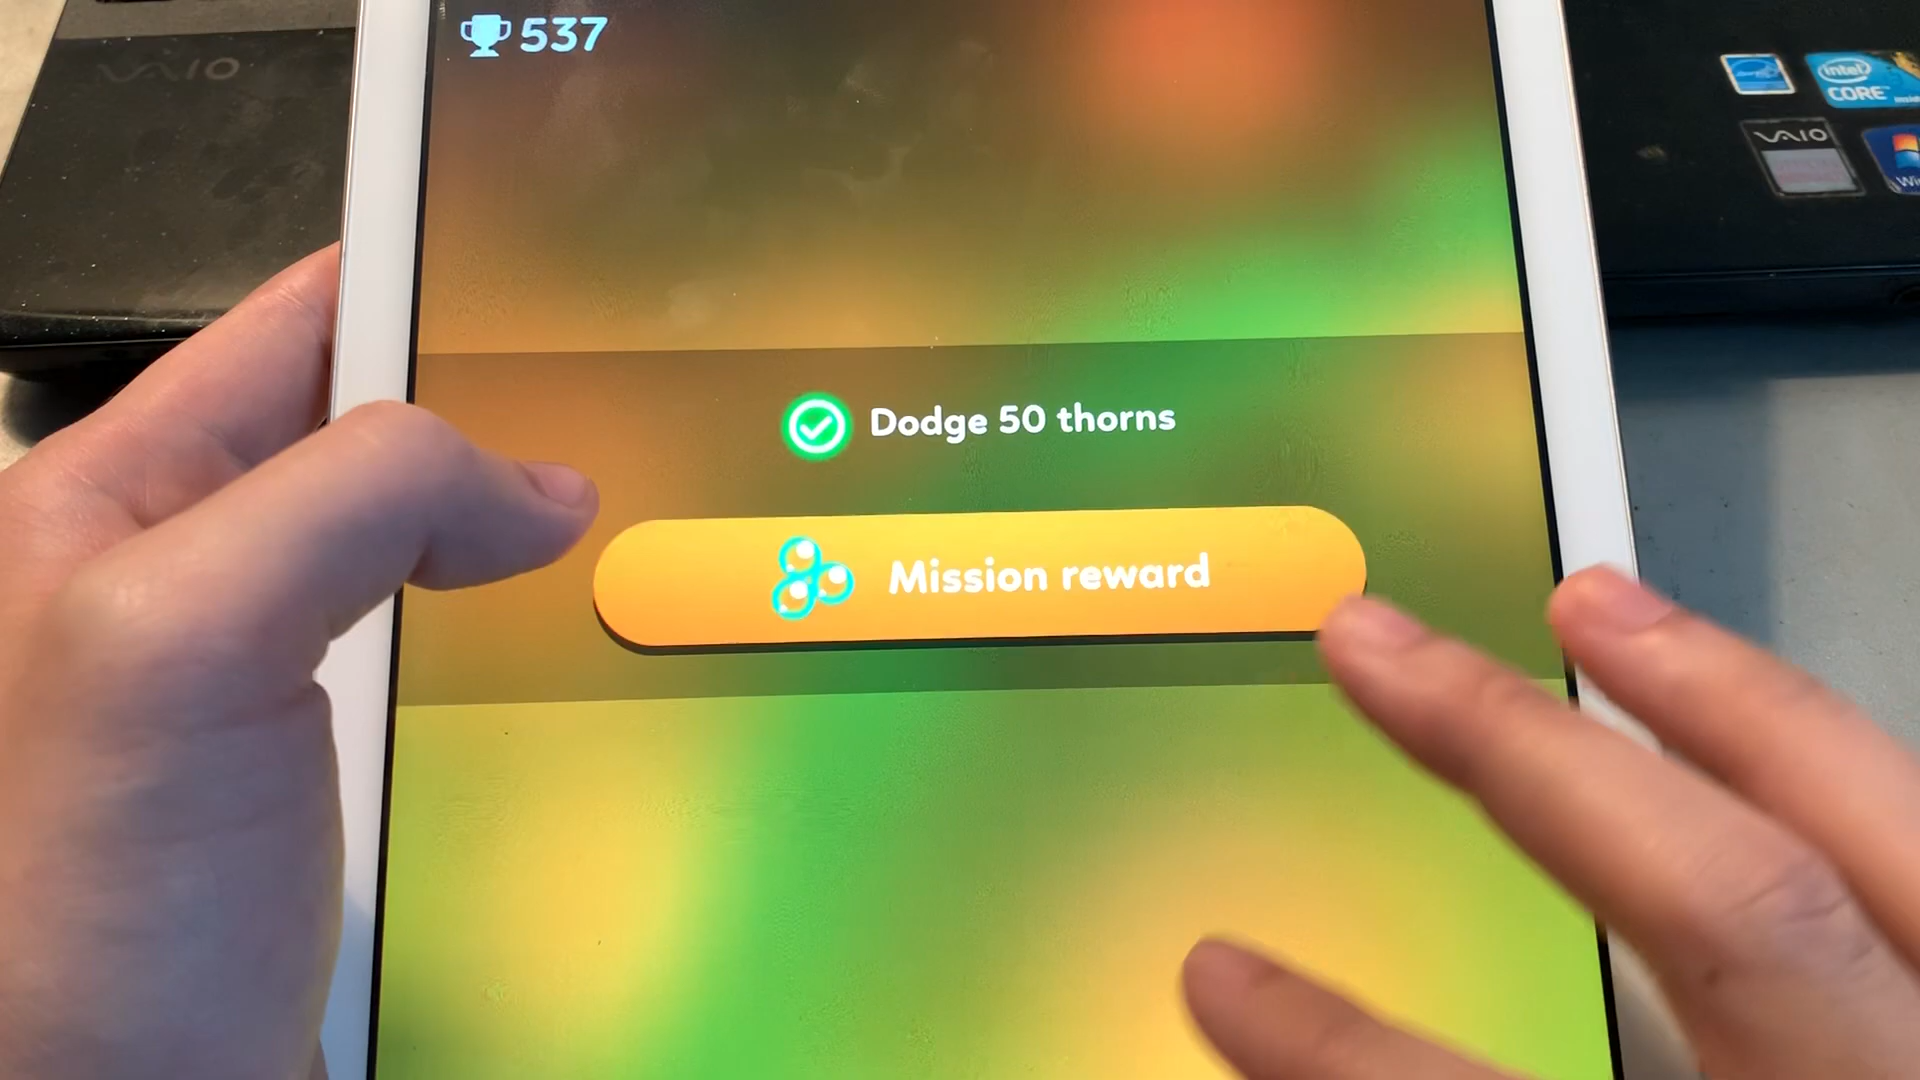 537
VAIO
intel
CORE
VAIO
Dodge 50 thorns
Mission reward